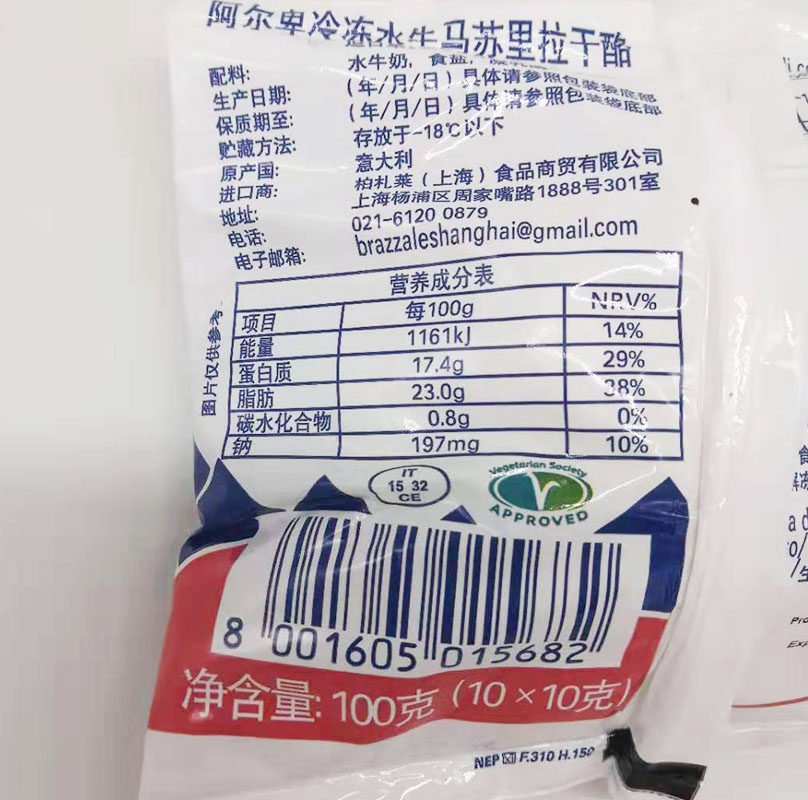 阿尔卑冷冻水牛马苏里拉干酪
配料: 水牛奶, 食盐,
生产日期: (年/月/日) 具体请参照包装袋底部
保质期至: (年/月/日) 具体请参照包装袋底部
贮藏方法: 存放于-18℃以下
原产国: 意大利
进口商: 柏札莱 (上海) 食品商贸有限公司
地址: 上海杨浦区周家嘴路1888号301室
电话: 021-6120 0879
电子邮箱: brazzaleshanghai@gmail.com
图片仅供参考
营养成分表
项目 每100g NRV%
能量 1161kJ 14%
蛋白质 17.4g 29%
脂肪 23.0g 38%
碳水化合物 0.8g 0%
钠 197mg 10%
IT
15 32
CE
Vegetarian Society
APPROVED
8 001605 015682
净含量: 100克 (10×10克)
NEP F.310 H.150